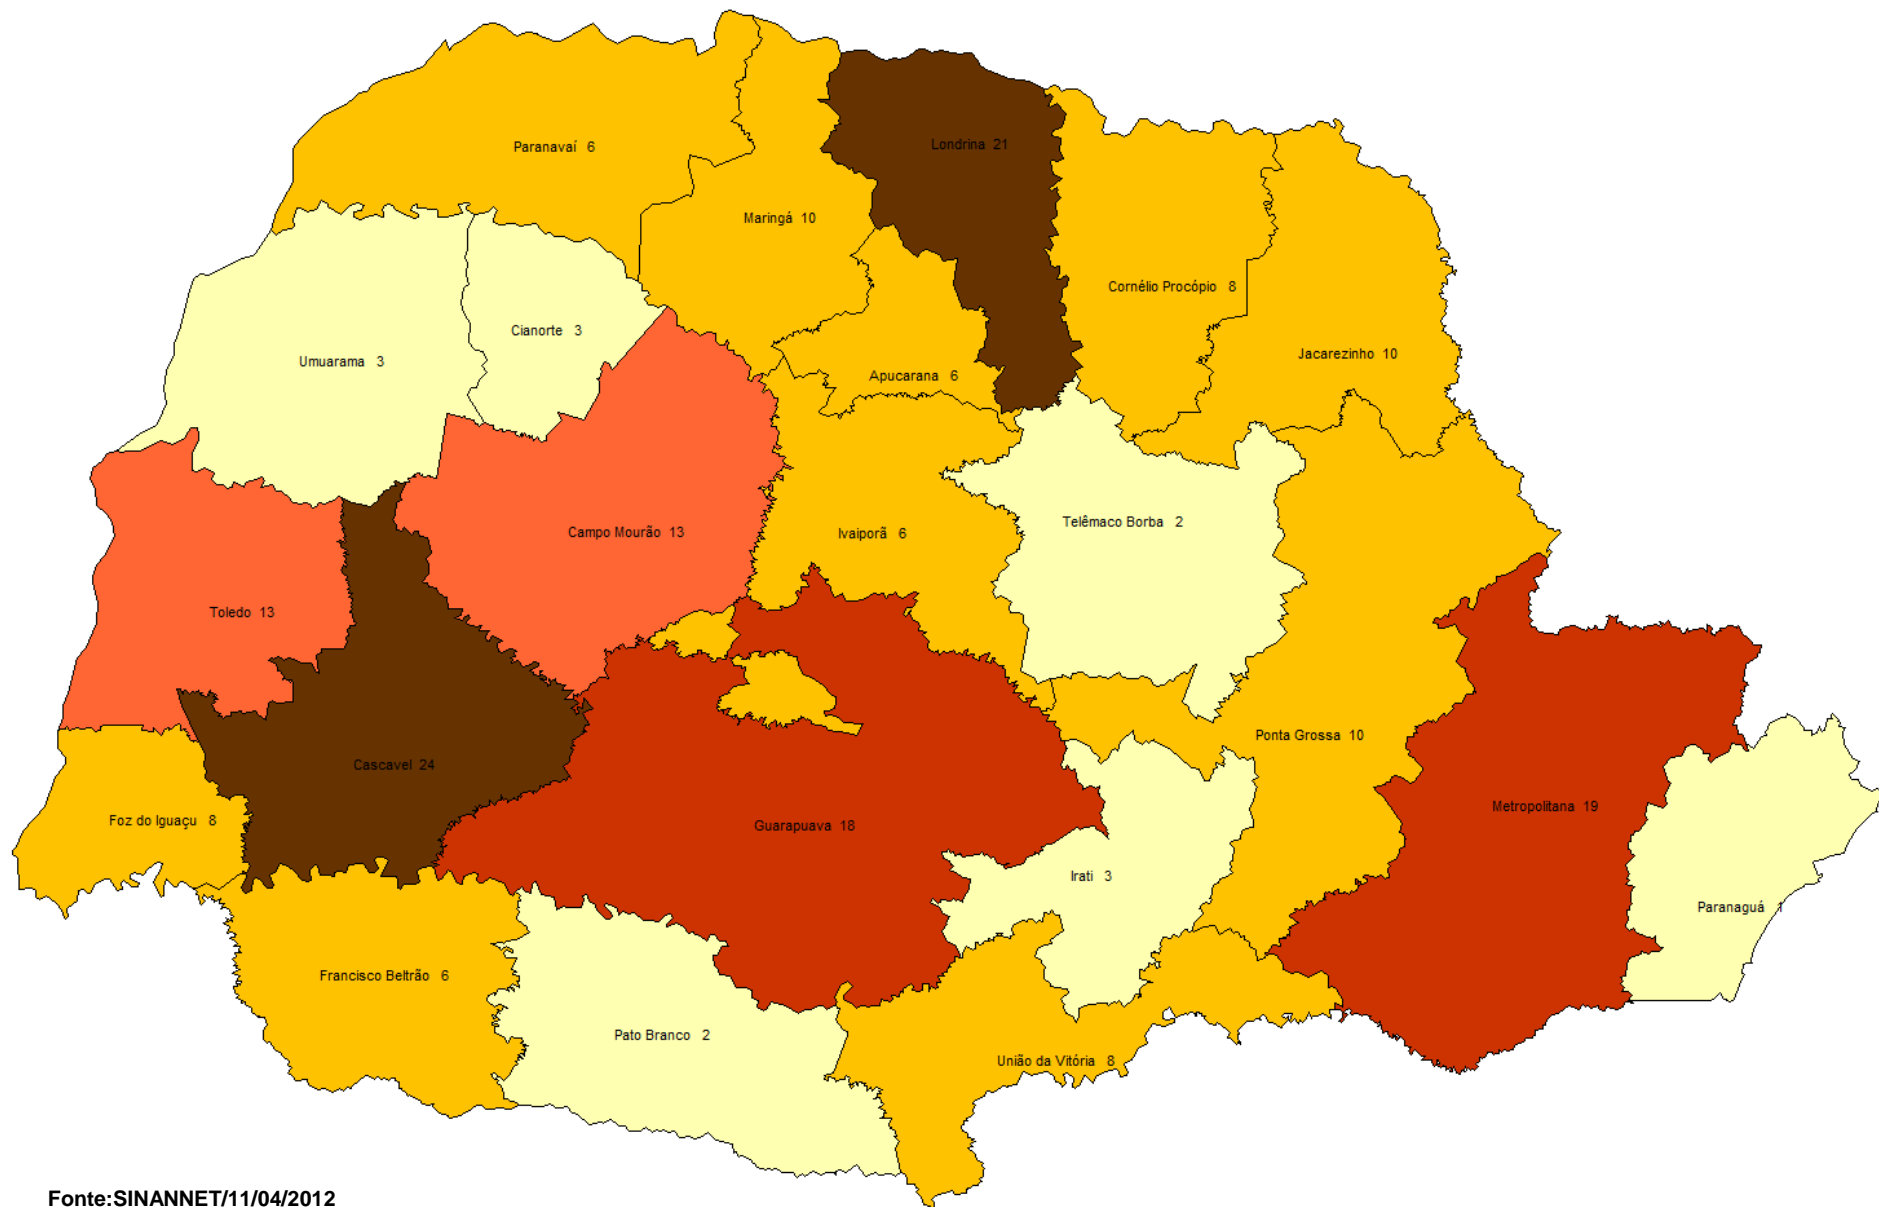 Paranavaí 6
Londrina 21
Maringá 10
Cornélio Procópio 8
Cianorte 3
Umuarama 3
Jacarezinho 10
Apucarana 6
Telêmaco Borba 2
Campo Mourão 13
Ivaiporã 6
Toledo 13
Ponta Grossa 10
Cascavel 24
Metropolitana 19
Foz do Iguaçu 8
Guarapuava 18
Irati 3
Paranaguá 1
Francisco Beltrão 6
Pato Branco 2
União da Vitória 8
Fonte:SINANNET/11/04/2012